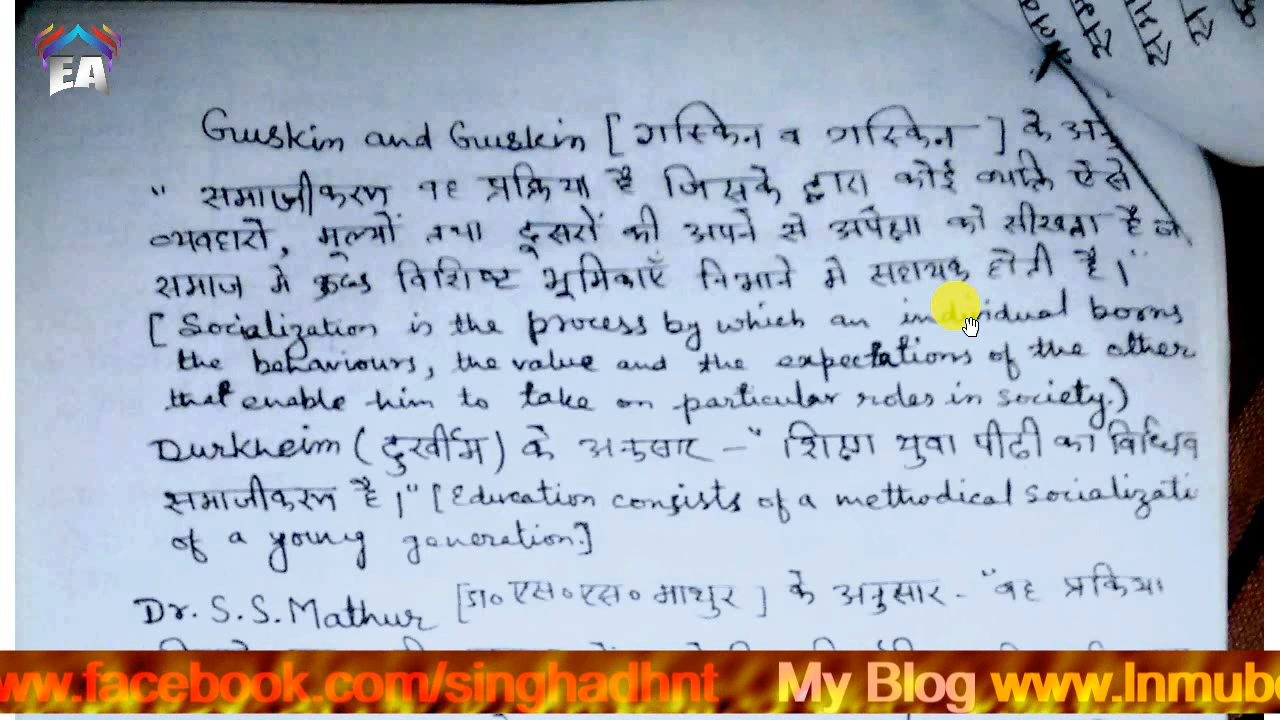 EA
Guskin and Guskin [ गास्किन व गास्किन ] के अनु
" समाजीकरण वह प्रक्रिया है जिसके द्वारा कोई व्यक्ति ऐसे
व्यवहारों, मूल्यों तथा दूसरों की अपने से अपेक्षा को सीखता है जो
समाज मे कुछ विशिष्ट भूमिकाएँ निभाने मे सहायक होती है।"
[ Socialization is the process by which an individual borns
the behaviours, the value and the expectations of the other
that enable him to take on particular roles in society.)
Durkheim ( दुर्खीम ) के अनुसार - " शिक्षा युवा पीढी का विधिव
समाजीकरण है।" [ Education consists of a methodical socializati
of a young generation.]
Dr. S. S. Mathur [ डा० एस० एस० माथुर ] के अनुसार - "वह प्रक्रिया
ww.facebook.com/singhadhnt My Blog www.Inmube